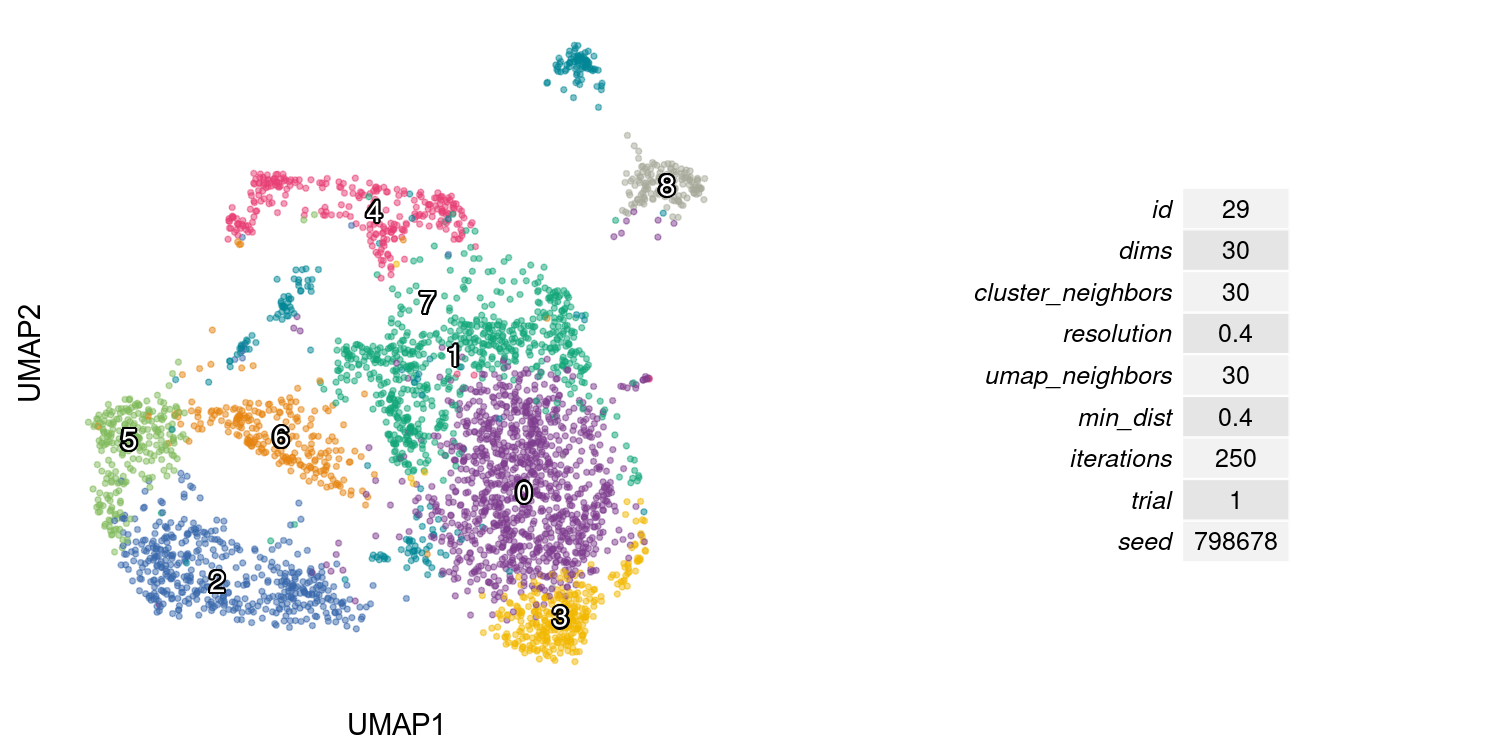 8
4
7
1
5
6
0
2
3
UMAP1
UMAP2
id 29
dims 30
cluster_neighbors 30
resolution 0.4
umap_neighbors 30
min_dist 0.4
iterations 250
trial 1
seed 798678